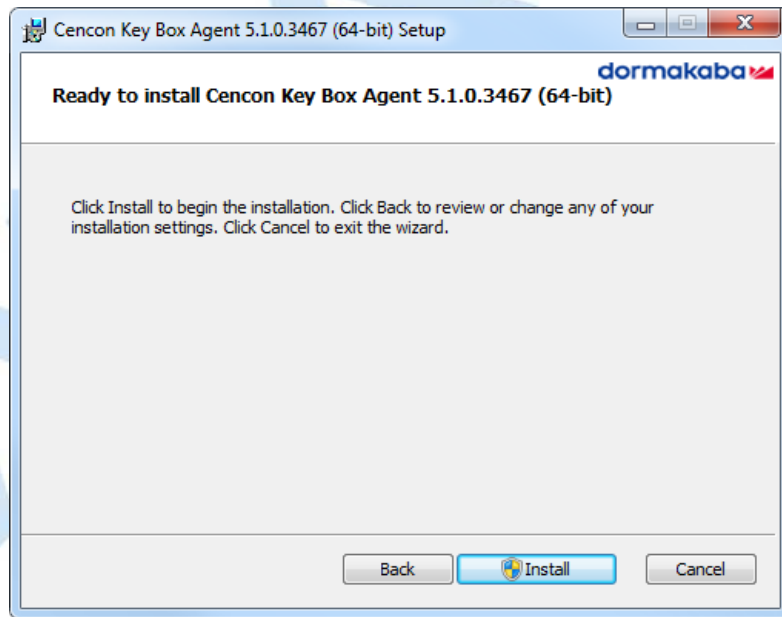 Cencon Key Box Agent 5.1.0.3467 (64-bit) Setup
dormakaba
Ready to install Cencon Key Box Agent 5.1.0.3467 (64-bit)
Click Install to begin the installation. Click Back to review or change any of your
installation settings. Click Cancel to exit the wizard.
Back
Install
Cancel